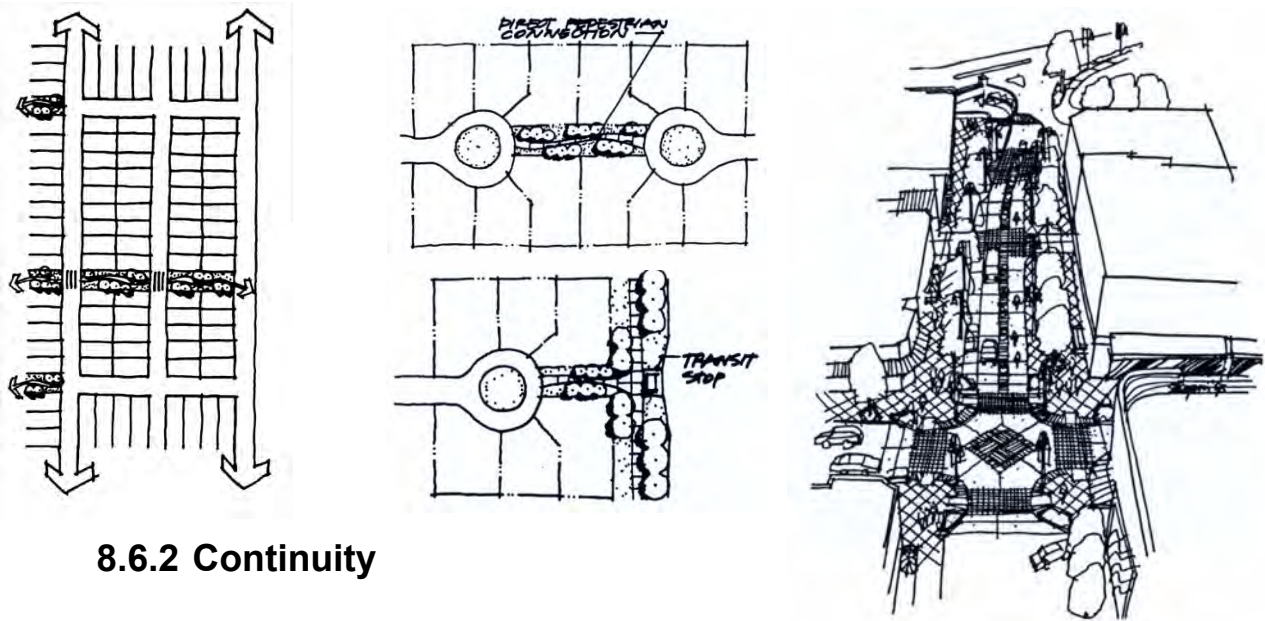 DIRECT PEDESTRIAN
CONNECTION
TRANSIT
STOP
8.6.2 Continuity